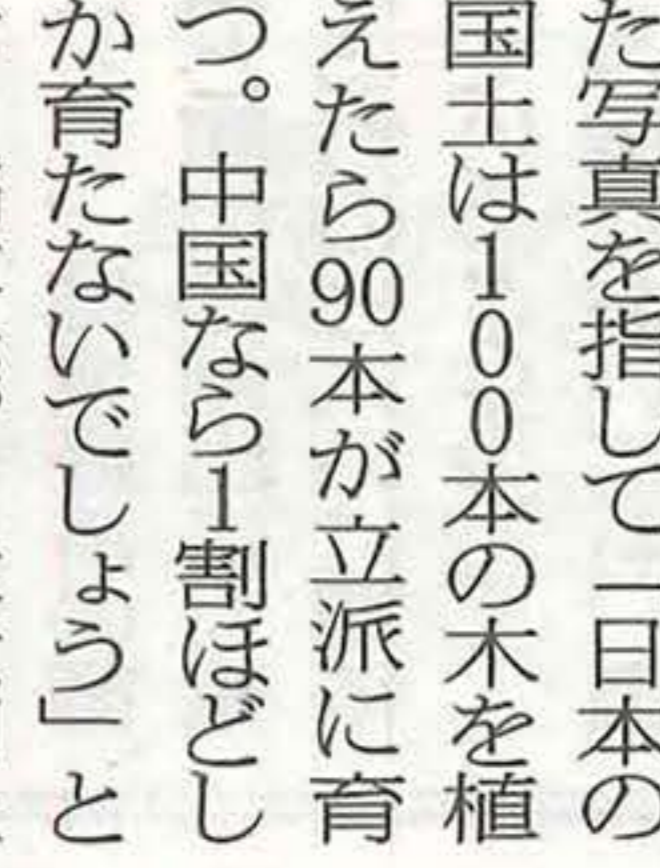 た写真を指して「日本の
国土は100本の木を植
えたら90本が立派に育
つ。中国なら1割ほどし
か育たないでしょう」と